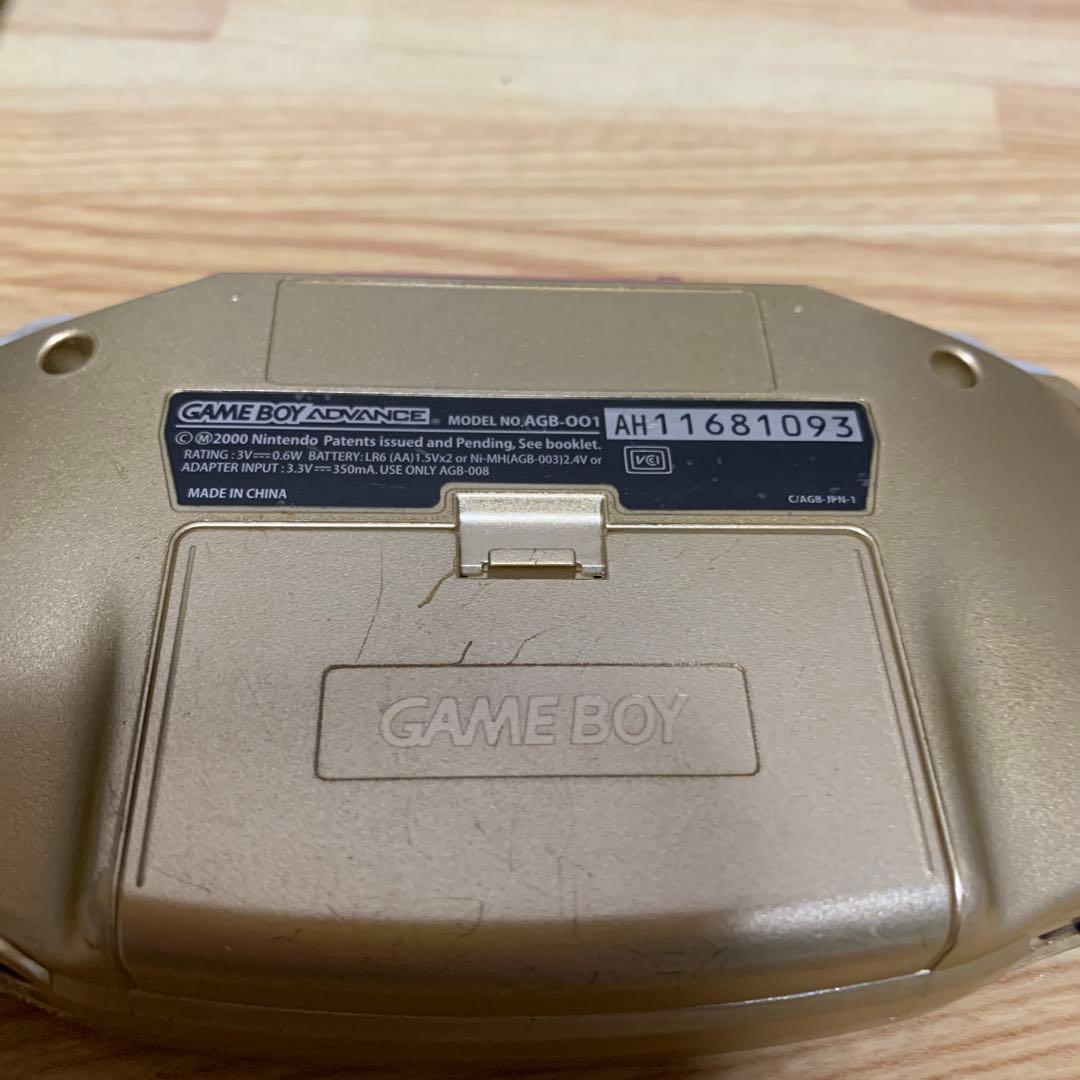 GAME BOY ADVANCE® MODEL NO.AGB-001 AH11681093
©Ⓜ2000 Nintendo Patents issued and Pending, See booklet.
RATING : 3V⎓ 0.6W BATTERY: LR6 (AA)1.5Vx2 or Ni-MH(AGB-003)2.4V or
ADAPTER INPUT : 3.3V⎓350mA. USE ONLY AGB-008
VCI
MADE IN CHINA
C/AGB-JPN-1
GAME BOY